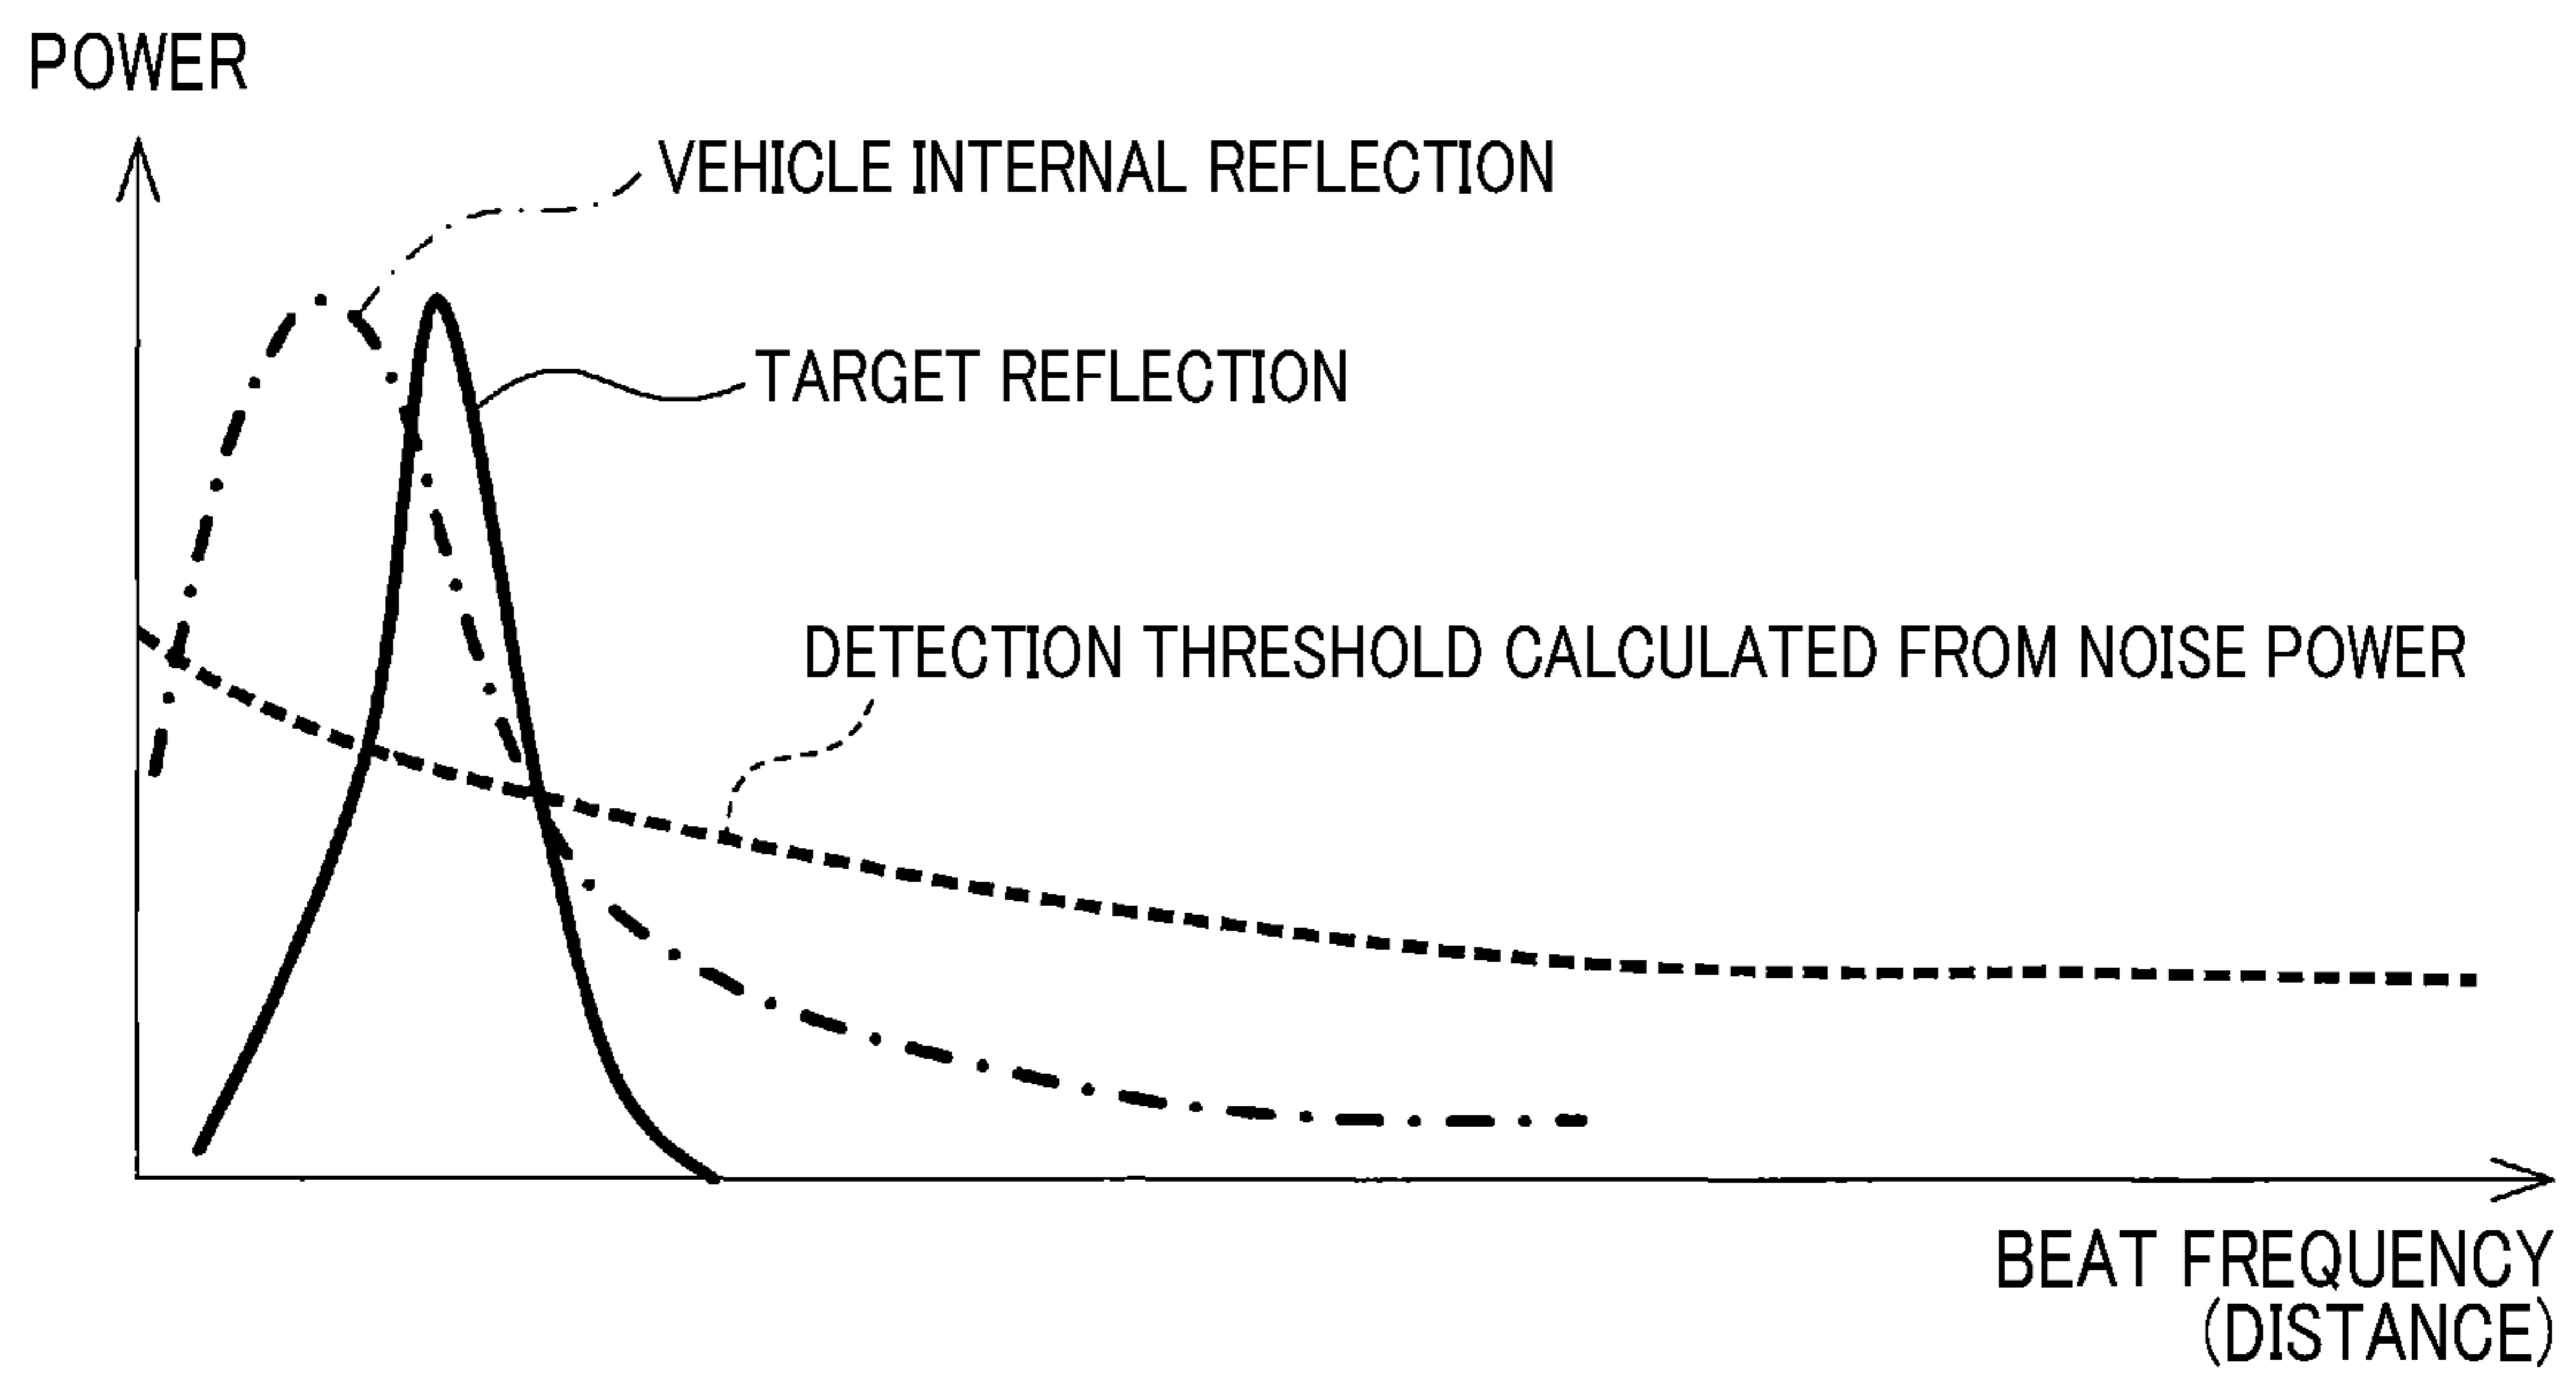 POWER
VEHICLE INTERNAL REFLECTION
TARGET REFLECTION
DETECTION THRESHOLD CALCULATED FROM NOISE POWER
BEAT FREQUENCY
(DISTANCE)